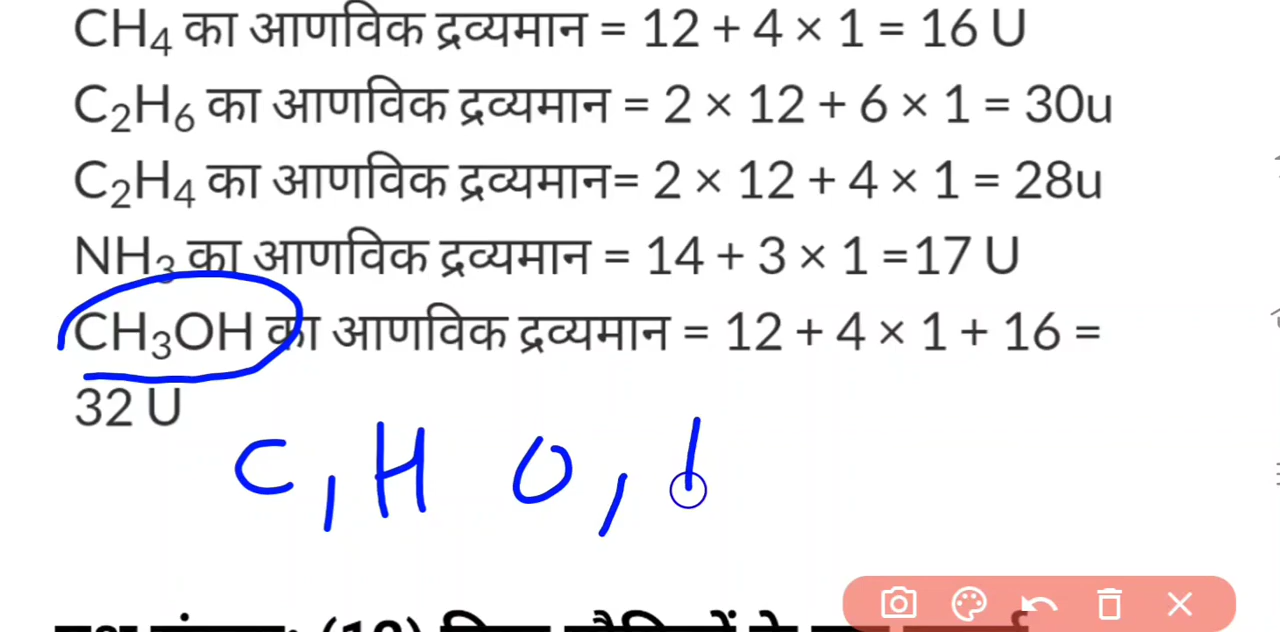 CH₄ का आणविक द्रव्यमान = 12 + 4 × 1 = 16 U
C₂H₆ का आणविक द्रव्यमान = 2 × 12 + 6 × 1 = 30u
C₂H₄ का आणविक द्रव्यमान= 2 × 12 + 4 × 1 = 28u
NH₃ का आणविक द्रव्यमान = 14 + 3 × 1 =17 U
CH₃OH का आणविक द्रव्यमान = 12 + 4 × 1 + 16 =
32 U
C, H O,